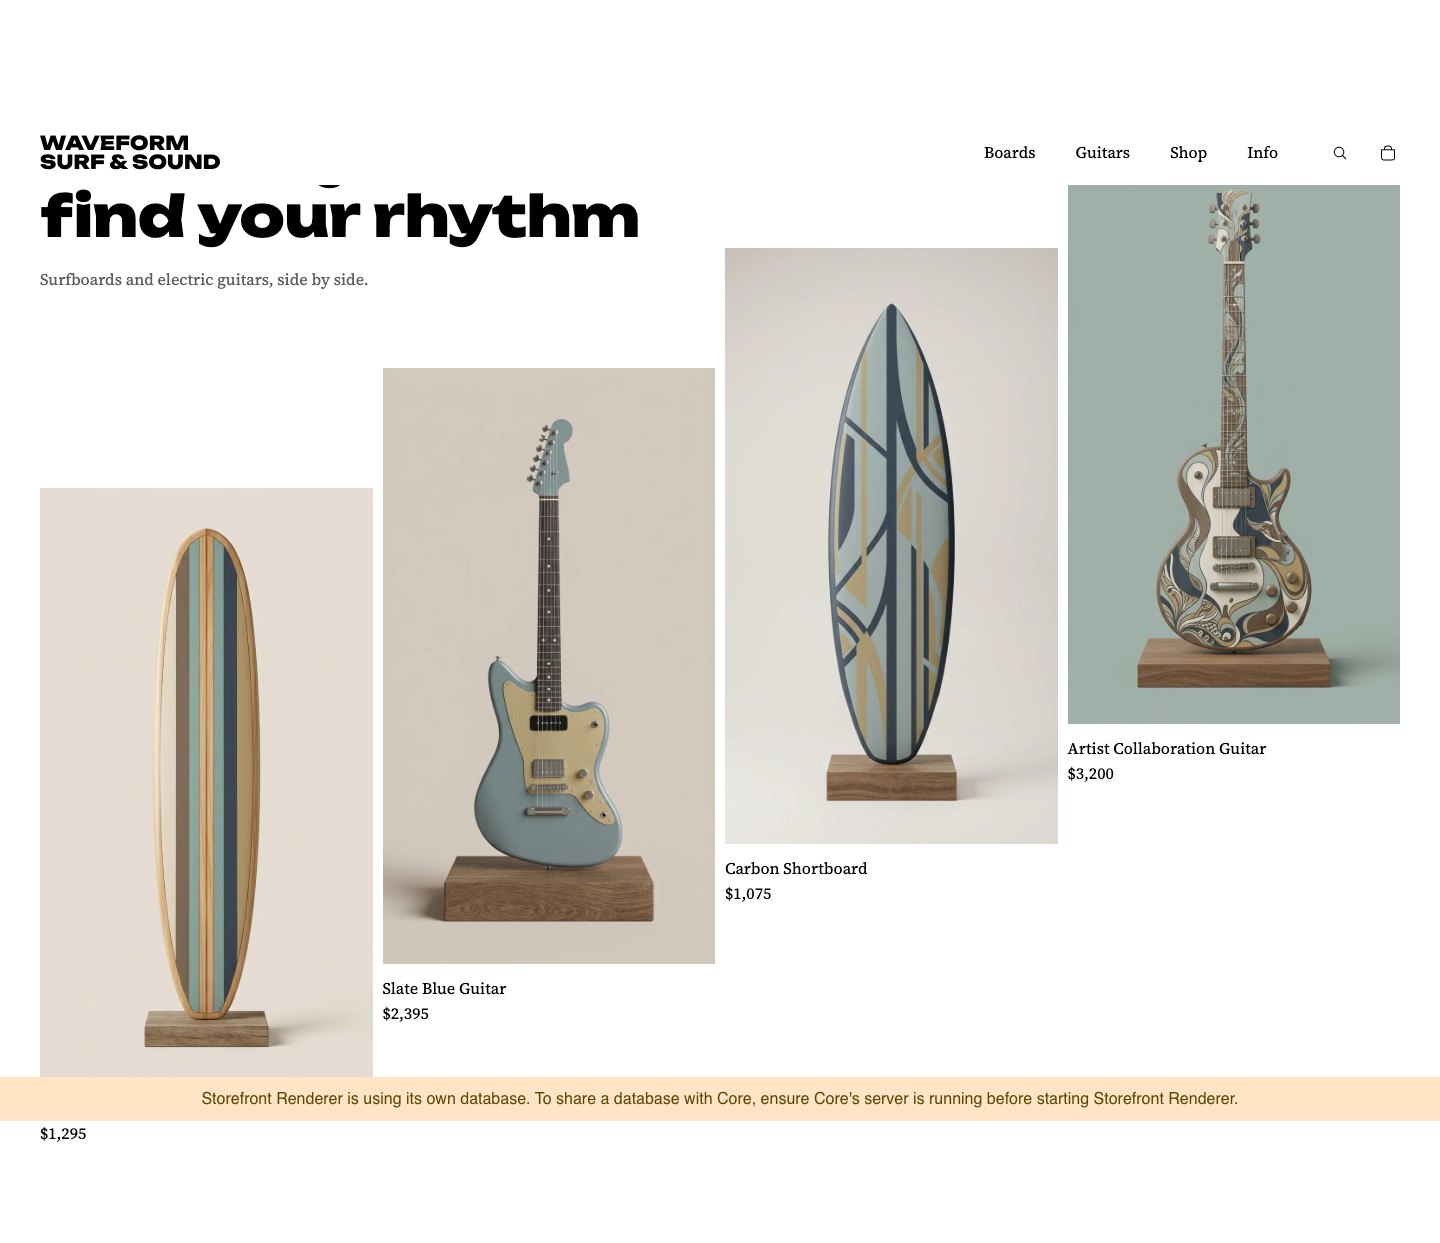 WAVEFORM
SURF & SOUND
Boards
Guitars
Shop
Info
find your rhythm
Surfboards and electric guitars, side by side.
Artist Collaboration Guitar
$3,200
Carbon Shortboard
$1,075
Slate Blue Guitar
$2,395
Storefront Renderer is using its own database. To share a database with Core, ensure Core's server is running before starting Storefront Renderer.
$1,295